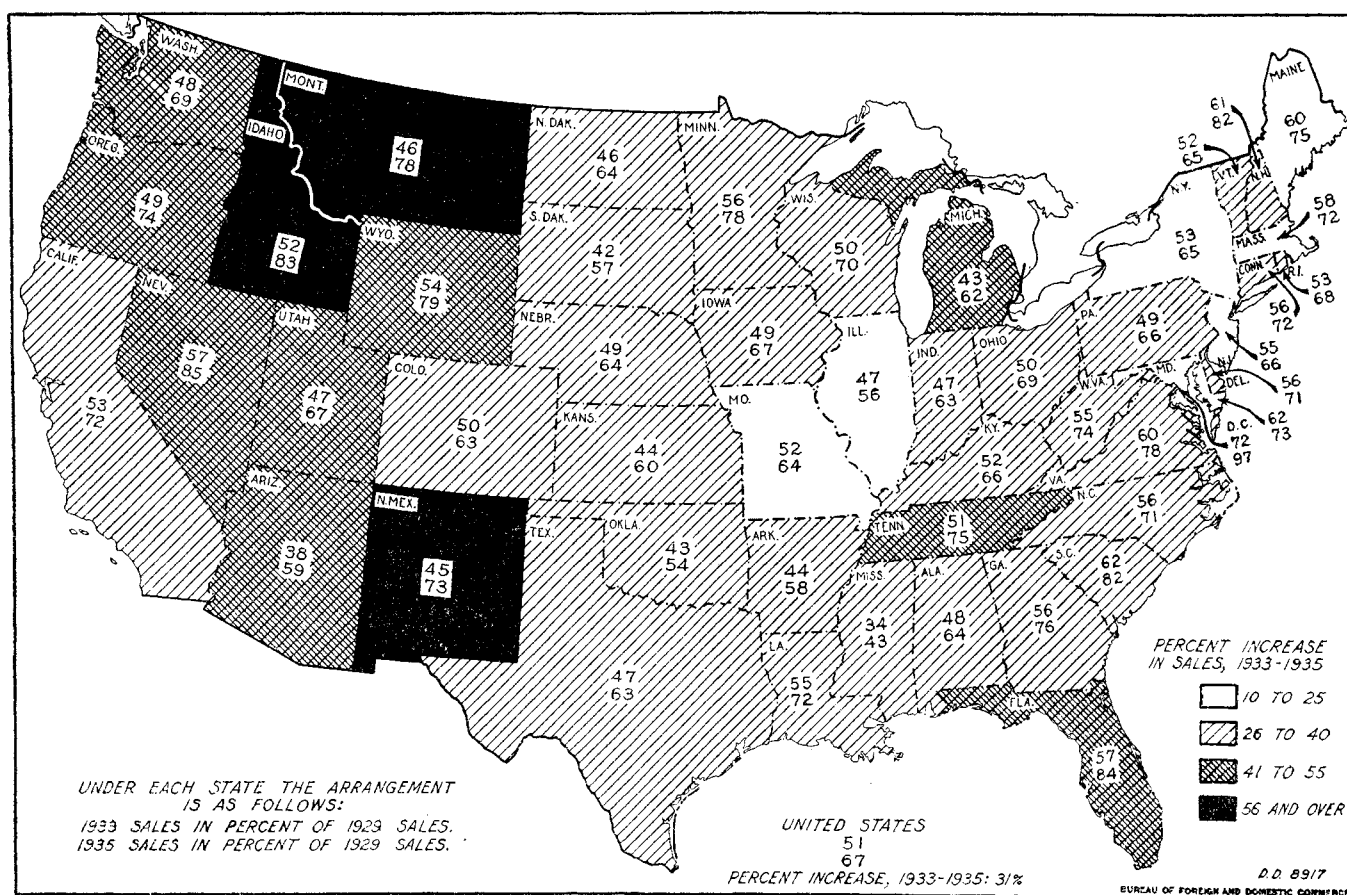 WASH.
48
69
MONT.
46
78
IDAHO
52
83
OREG.
49
74
WYO.
54
79
CALIF.
53
72
NEV.
57
85
UTAH
47
67
COLO.
50
63
ARIZ.
38
59
N.MEX.
45
73
N.DAK.
46
64
S.DAK.
42
57
NEBR.
49
64
KANS.
44
60
OKLA.
43
54
TEX.
47
63
MINN.
56
78
IOWA
49
67
MO.
52
64
ARK.
44
58
LA.
55
72
WIS.
50
70
ILL.
47
56
MICH.
43
62
IND.
47
63
OHIO
50
69
KY.
52
66
TENN.
51
75
MISS.
34
43
ALA.
48
64
GA.
56
76
FLA.
57
84
S.C.
62
82
N.C.
56
71
VA.
60
78
W.VA.
55
74
PA.
49
66
N.Y.
53
65
VT.
52
65
N.H.
61
82
MAINE
60
75
MASS.
58
72
R.I.
53
68
CONN.
56
72
N.J.
55
66
DEL.
56
71
MD.
62
73
D.C.
72
97
PERCENT INCREASE
IN SALES, 1933-1935
10 TO 25
26 TO 40
41 TO 55
56 AND OVER
UNDER EACH STATE THE ARRANGEMENT
IS AS FOLLOWS:
1933 SALES IN PERCENT OF 1929 SALES.
1935 SALES IN PERCENT OF 1929 SALES.
UNITED STATES
51
67
PERCENT INCREASE, 1933-1935: 31%
D.D. 8917
BUREAU OF FOREIGN AND DOMESTIC COMMERCE